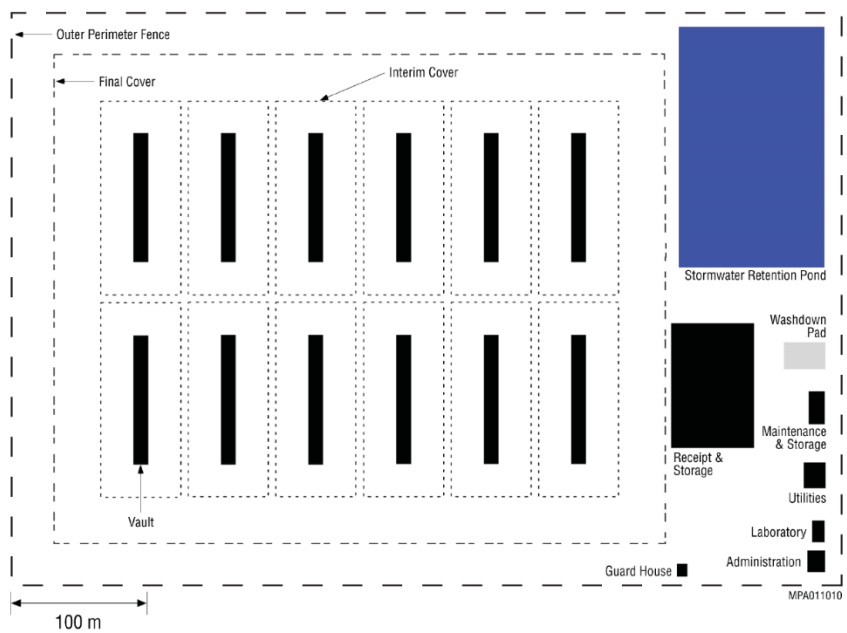 Outer Perimeter Fence
Final Cover
Interim Cover
Stormwater Retention Pond
Washdown
Pad
Maintenance
& Storage
Receipt &
Storage
Utilities
Vault
Laboratory
Administration
Guard House
MPA011010
100 m